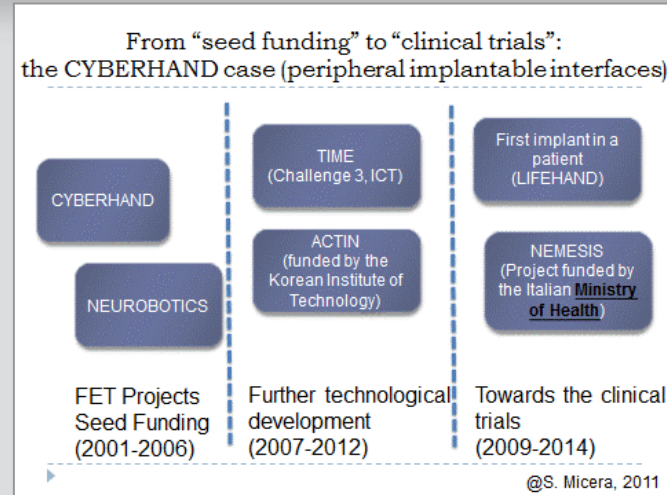 From “seed funding” to “clinical trials”:
the CYBERHAND case (peripheral implantable interfaces)
CYBERHAND
NEUROBOTICS
TIME
(Challenge 3, ICT)
ACTIN
(funded by the
Korean Institute of
Technology)
First implant in a
patient
(LIFEHAND)
NEMESIS
(Project funded by
the Italian Ministry
of Health)
FET Projects
Seed Funding
(2001-2006)
Further technological
development
(2007-2012)
Towards the clinical
trials
(2009-2014)
@S. Micera, 2011